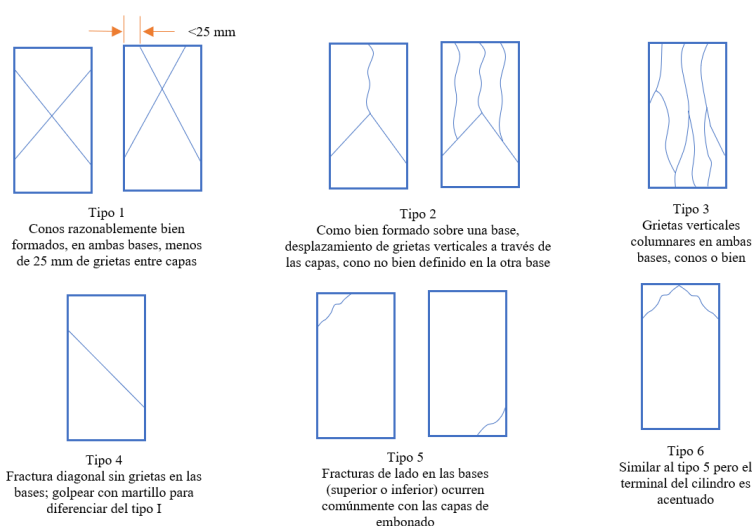 <25 mm
Tipo 1
Conos razonablemente bien
formados, en ambas bases, menos
de 25 mm de grietas entre capas
Tipo 2
Como bien formado sobre una base,
desplazamiento de grietas verticales a través de
las capas, cono no bien definido en la otra base
Tipo 3
Grietas verticales
columnares en ambas
bases, conos o bien
Tipo 4
Fractura diagonal sin grietas en las
bases; golpear con martillo para
diferenciar del tipo I
Tipo 5
Fracturas de lado en las bases
(superior o inferior) ocurren
comúnmente con las capas de
embonado
Tipo 6
Similar al tipo 5 pero el
terminal del cilindro es
acentuado